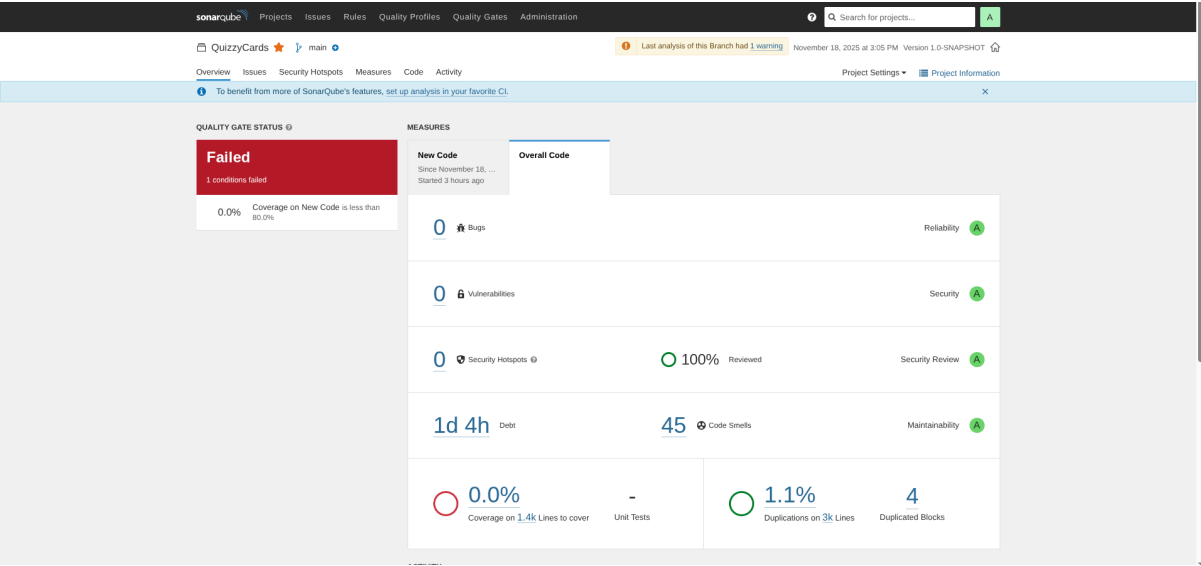 sonarqube Projects Issues Rules Quality Profiles Quality Gates Administration Search for projects... A
QuizzyCards main Last analysis of this Branch had 1 warning November 18, 2025 at 3:05 PM Version 1.0-SNAPSHOT
Overview Issues Security Hotspots Measures Code Activity Project Settings Project Information
To benefit from more of SonarQube's features, set up analysis in your favorite CI.
QUALITY GATE STATUS
Failed
1 conditions failed
0.0% Coverage on New Code is less than
80.0%
MEASURES
New Code
Since November 18, ...
Started 3 hours ago
Overall Code
0 Bugs Reliability A
0 Vulnerabilities Security A
0 Security Hotspots 100% Reviewed Security Review A
1d 4h Debt 45 Code Smells Maintainability A
0.0%
Coverage on 1.4k Lines to cover
-
Unit Tests
1.1%
Duplications on 3k Lines
4
Duplicated Blocks
ACTIVITY